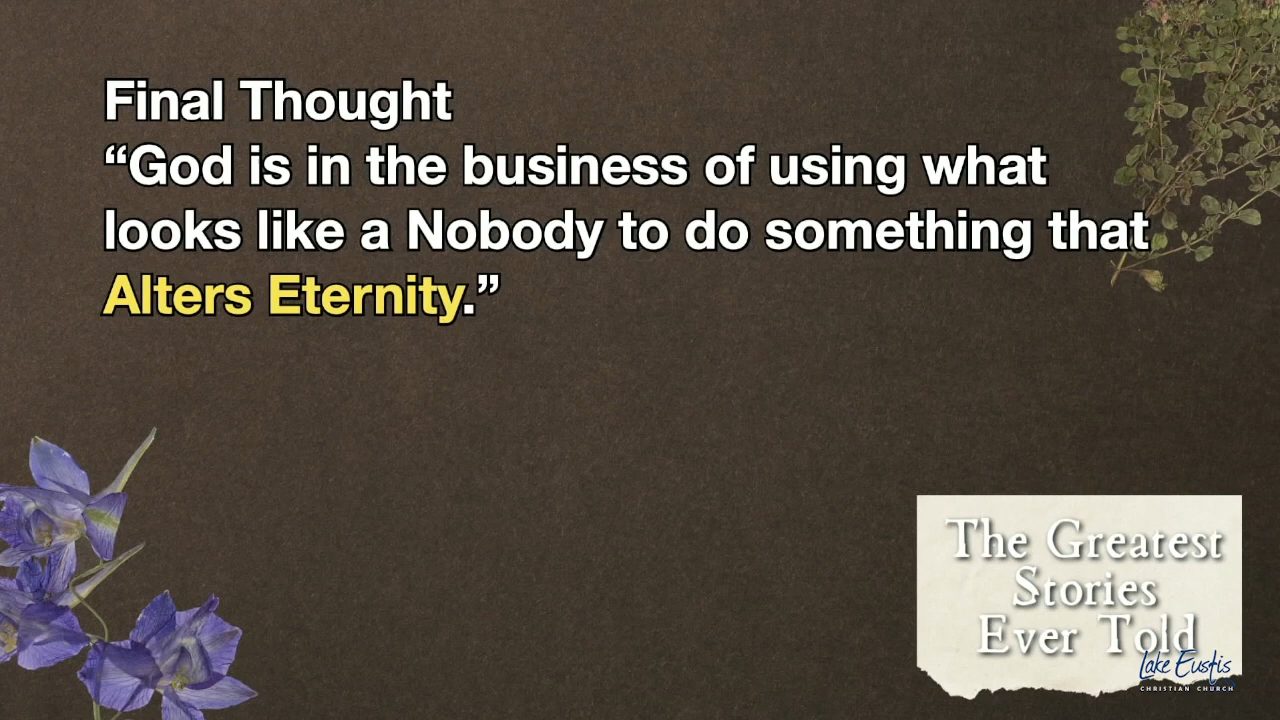 Final Thought
“God is in the business of using what
looks like a Nobody to do something that
Alters Eternity.”
The Greatest
Stories
Ever Told
Lake Eustis
CHRISTIAN CHURCH